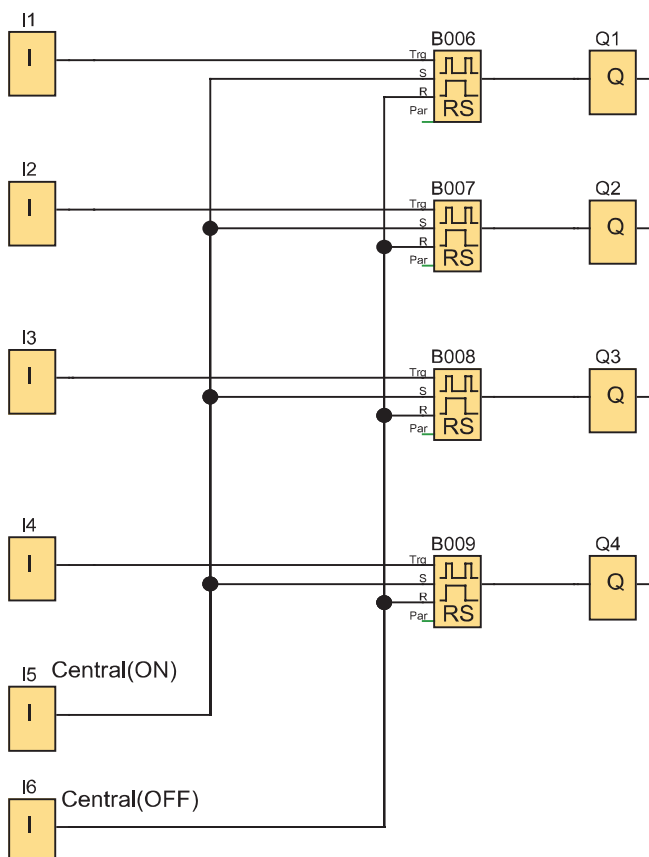 I1
I
Trg
S
R
Par
B006
RS
Q1
Q
I2
I
Trg
S
R
Par
B007
RS
Q2
Q
I3
I
Trg
S
R
Par
B008
RS
Q3
Q
I4
I
Trg
S
R
Par
B009
RS
Q4
Q
I5
Central(ON)
I
I6
Central(OFF)
I